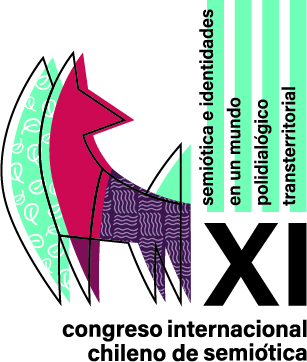 semiótica e identidades
en un mundo
polidialógico
transterritorial
XI
congreso internacional
chileno de semiótica